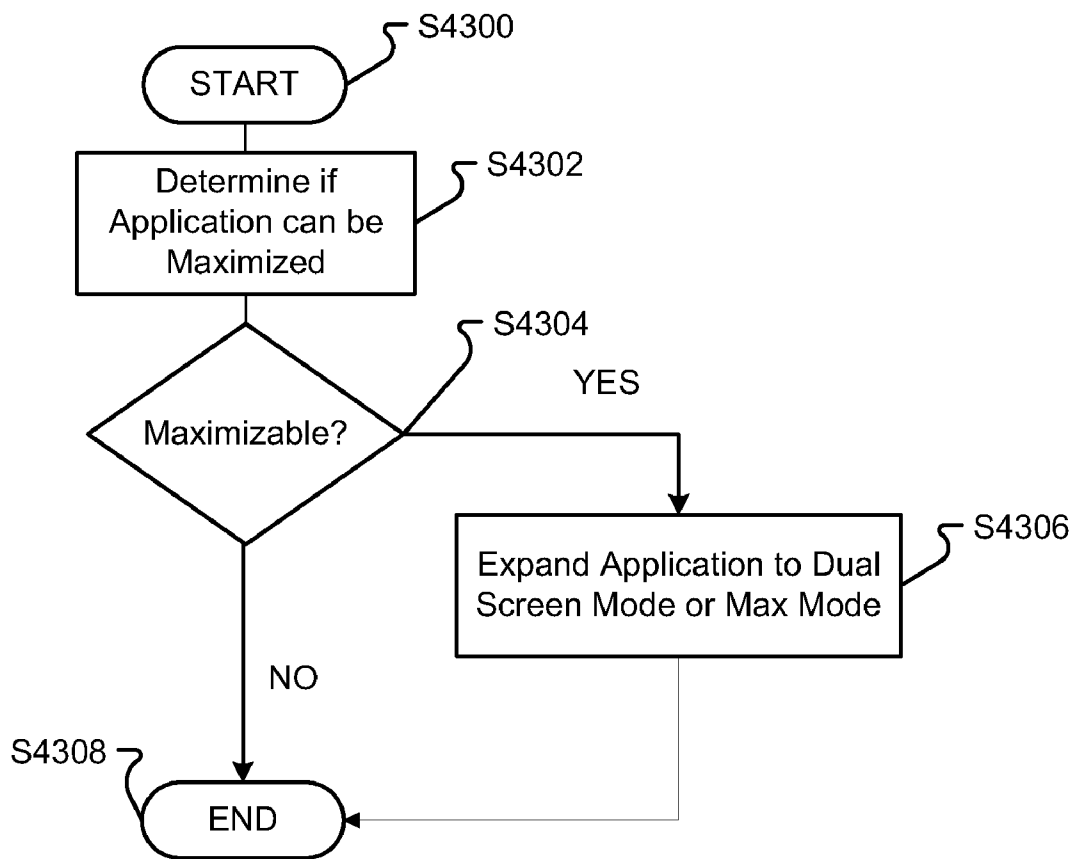 S4300
START
S4302
Determine if
Application can be
Maximized
S4304
YES
Maximizable?
S4306
Expand Application to Dual
Screen Mode or Max Mode
NO
S4308
END